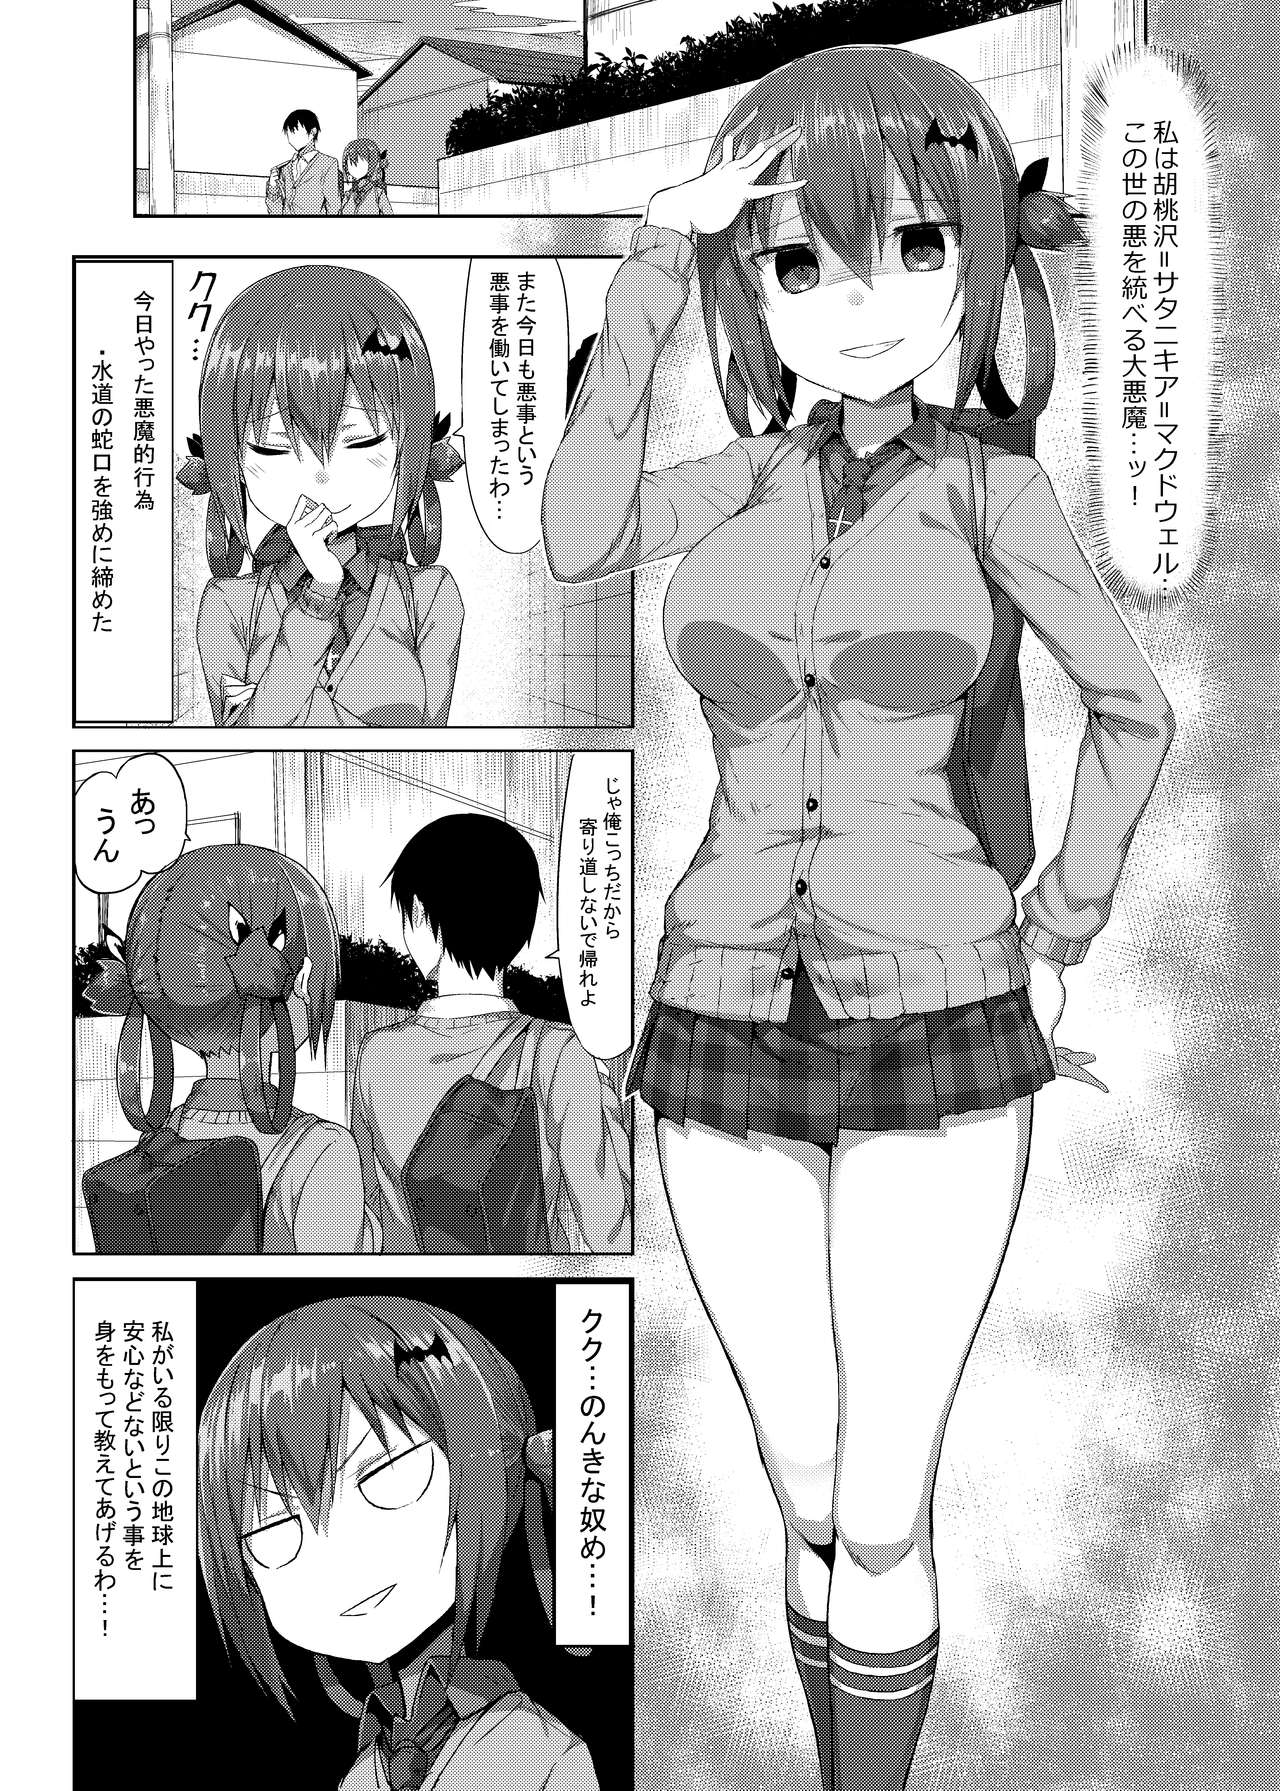 私は胡桃沢=サタニキア=マクドウェル…
この世の悪を統べる大悪魔…ッ!
また今日も悪事という
悪事を働いてしまったわ…
クク…
今日やった悪魔的行為
・水道の蛇口を強めに締めた
じゃ俺こっちだから
寄り道しないで帰れよ
あっ
うん
クク…のんきな奴め…!
私がいる限りこの地球上に
安心などないという事を
身をもって教えてあげるわ…!